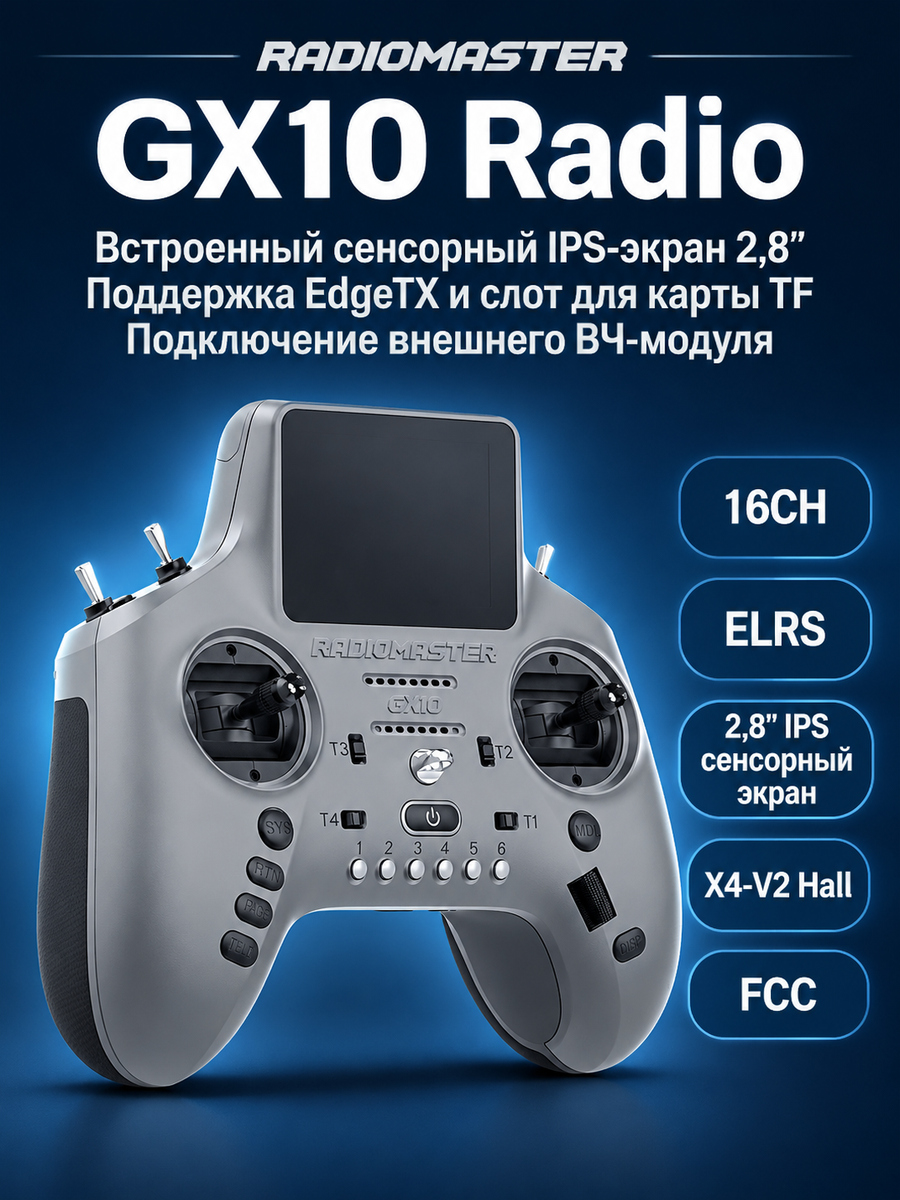 RADIOMASTER
GX10 Radio
Встроенный сенсорный IPS-экран 2,8”
Поддержка EdgeTX и слот для карты TF
Подключение внешнего ВЧ-модуля
16CH
ELRS
2,8” IPS
сенсорный
экран
X4-V2 Hall
FCC
RADIOMASTER
GX10
T3
T2
T4
T1
1 2 3 4 5 6
SYS
MDL
RTN
PAGE
TELE
DISP